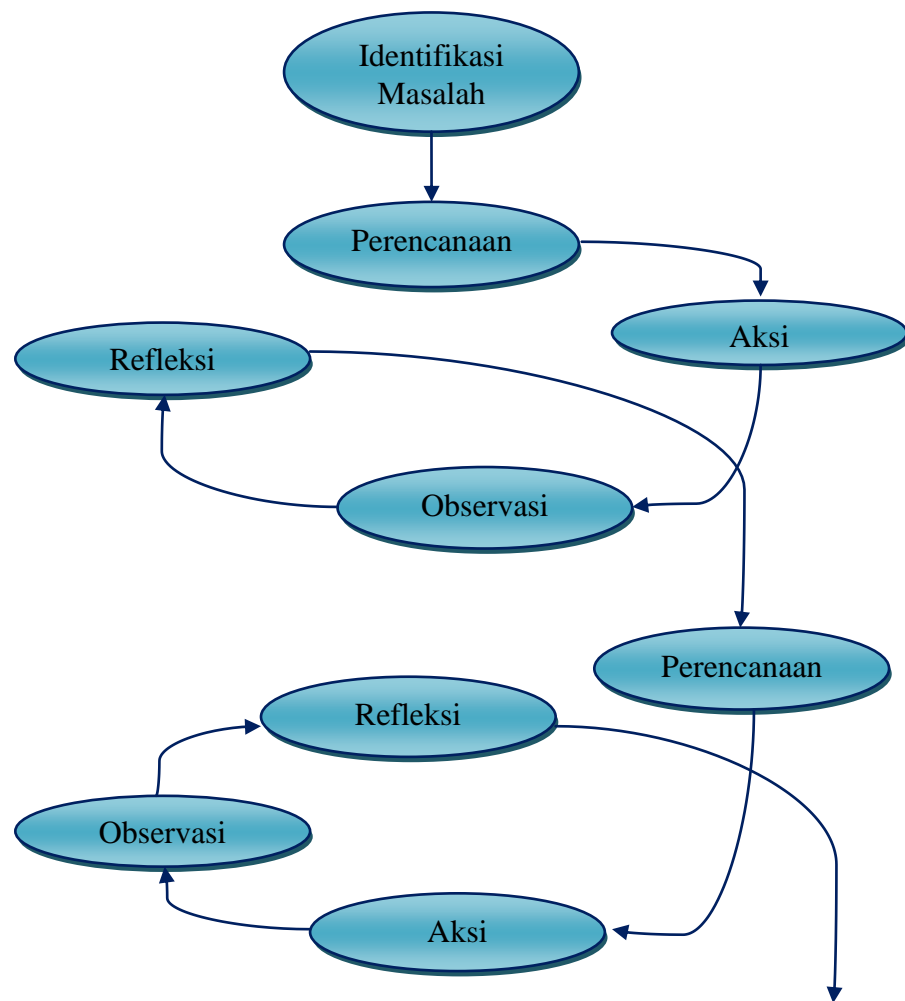 Identifikasi
Masalah
Perencanaan
Aksi
Refleksi
Observasi
Perencanaan
Refleksi
Observasi
Aksi